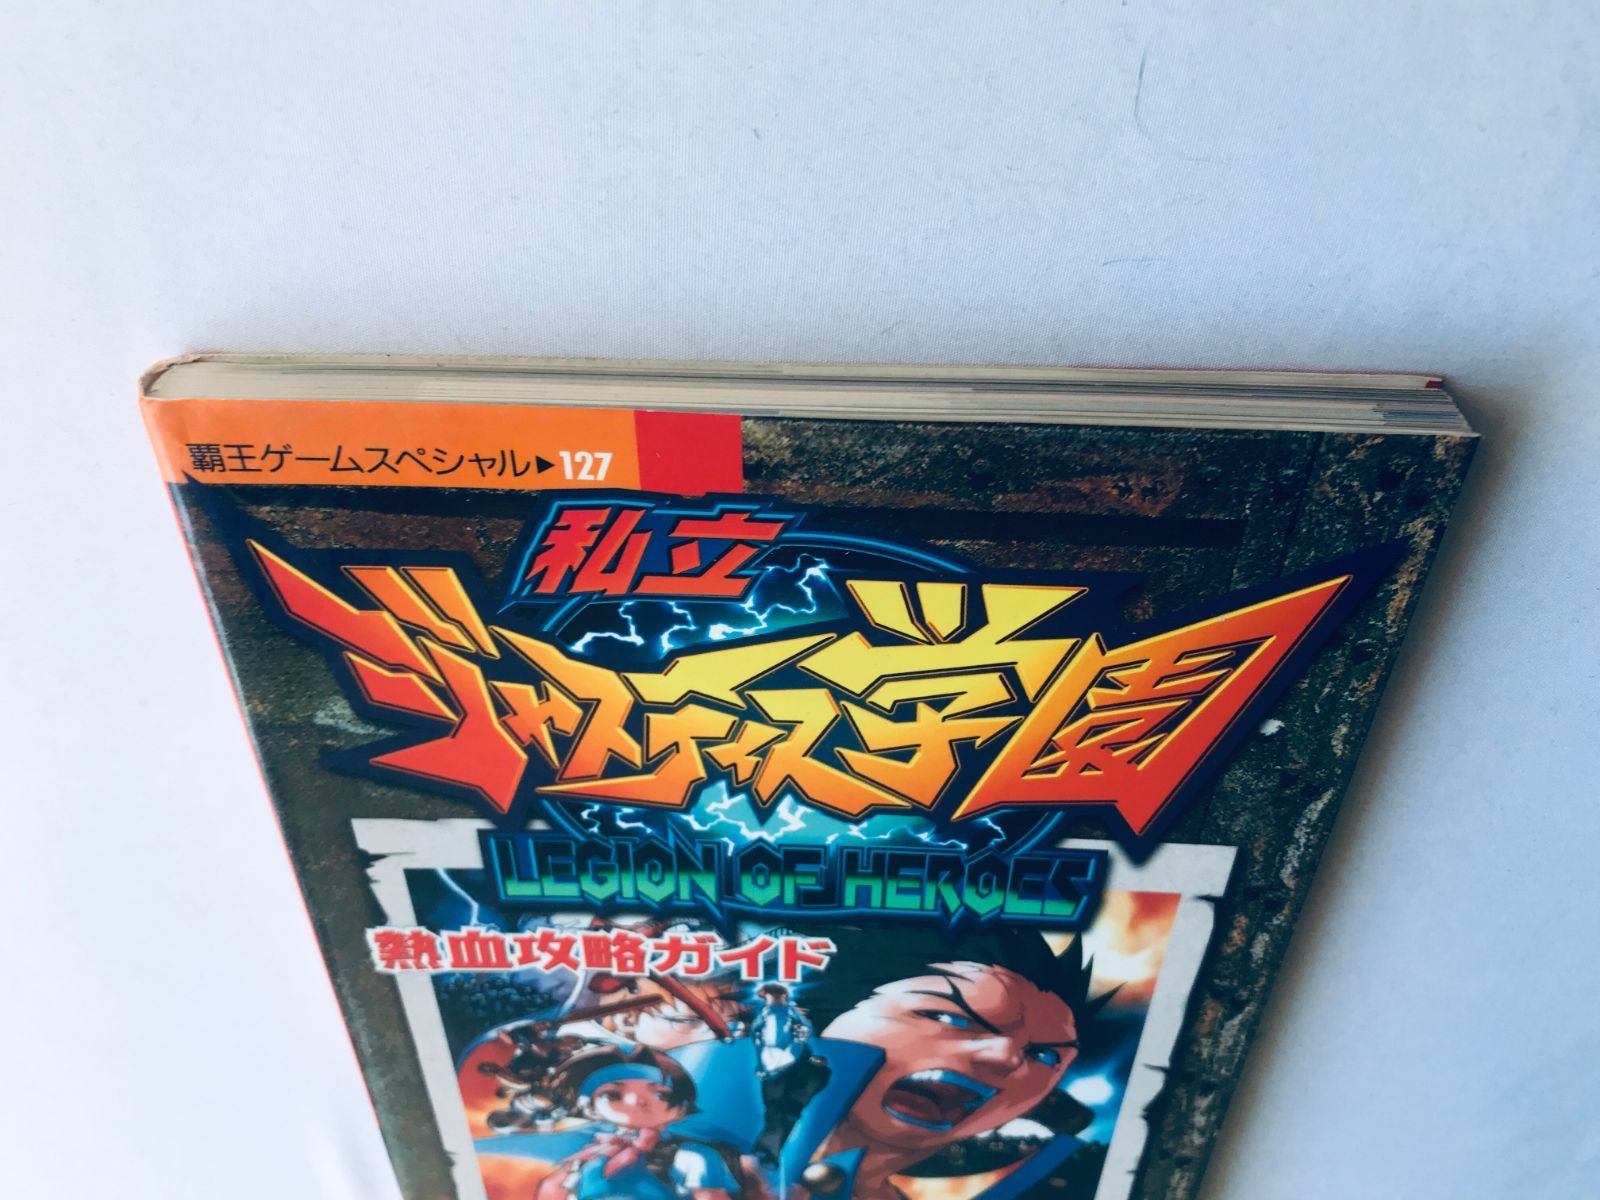 覇王ゲームスペシャル▶127
私立
ジャスティス学園
LEGION OF HEROES
熱血攻略ガイド